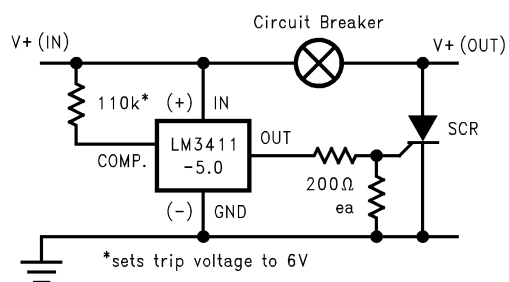 Circuit Breaker
V+ (IN)
V+ (OUT)
110k*
(+)
IN
LM3411
-5.0
OUT
SCR
COMP.
200Ω
ea
(-)
GND
*sets trip voltage to 6V